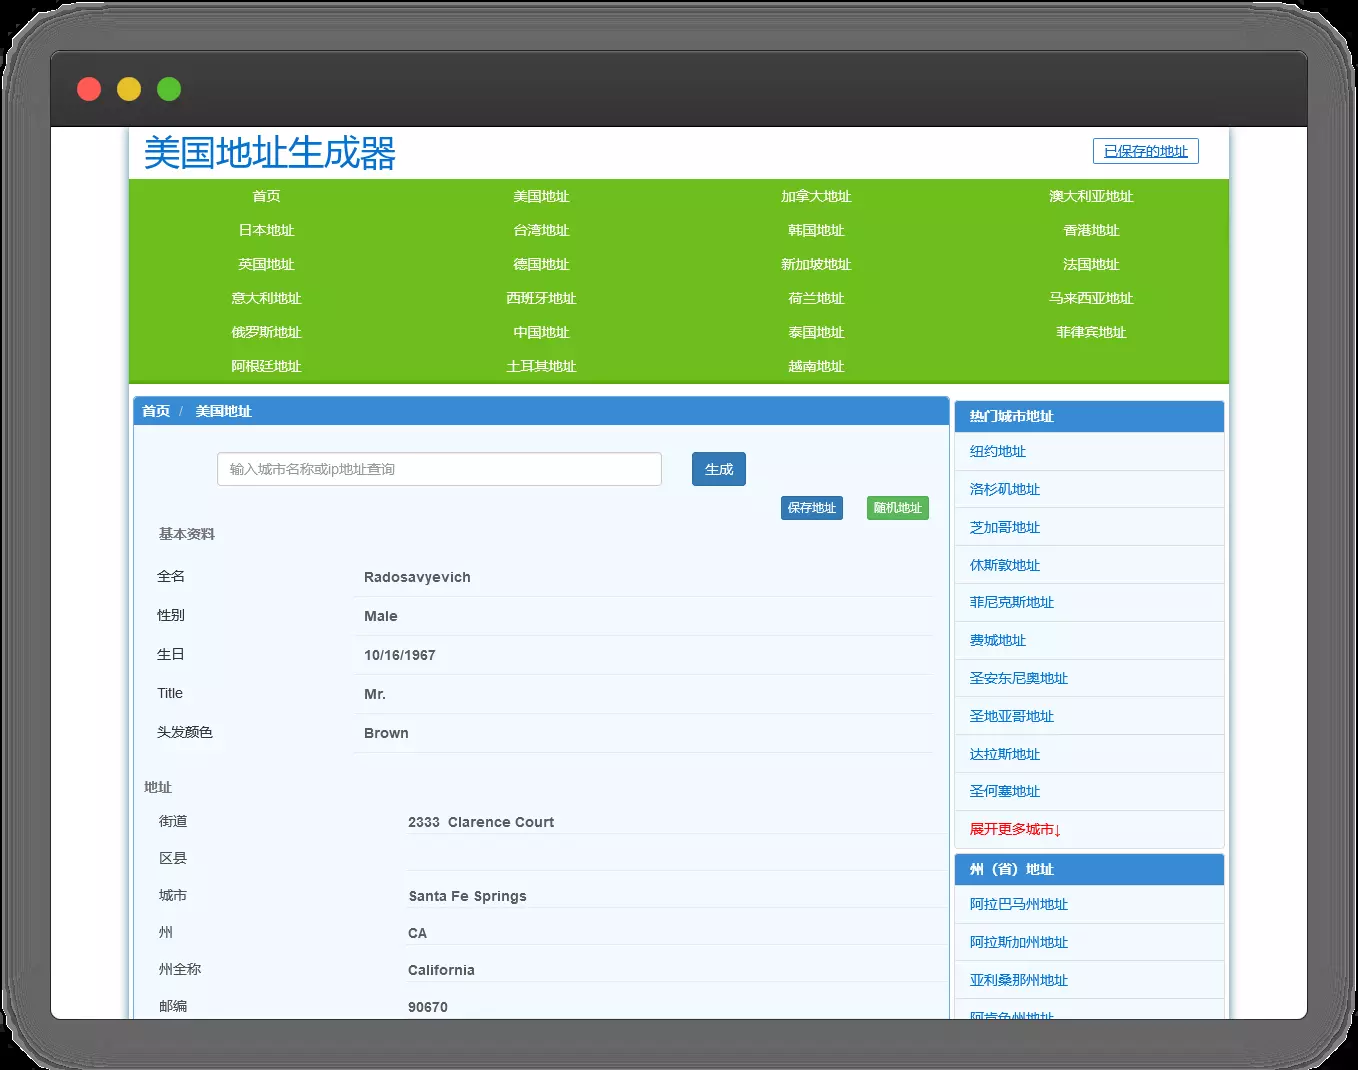 美国地址生成器
已保存的地址
首页 美国地址 加拿大地址 澳大利亚地址
日本地址 台湾地址 韩国地址 香港地址
英国地址 德国地址 新加坡地址 法国地址
意大利地址 西班牙地址 荷兰地址 马来西亚地址
俄罗斯地址 中国地址 泰国地址 菲律宾地址
阿根廷地址 土耳其地址 越南地址
首页 / 美国地址
输入城市名称或ip地址查询 生成
保存地址 随机地址
基本资料
全名 Radosavyevich
性别 Male
生日 10/16/1967
Title Mr.
头发颜色 Brown
地址
街道 2333 Clarence Court
区县
城市 Santa Fe Springs
州 CA
州全称 California
邮编 90670
热门城市地址
纽约地址
洛杉矶地址
芝加哥地址
休斯敦地址
菲尼克斯地址
费城地址
圣安东尼奥地址
圣地亚哥地址
达拉斯地址
圣何塞地址
展开更多城市↓
州（省）地址
阿拉巴马州地址
阿拉斯加州地址
亚利桑那州地址
阿肯色州地址